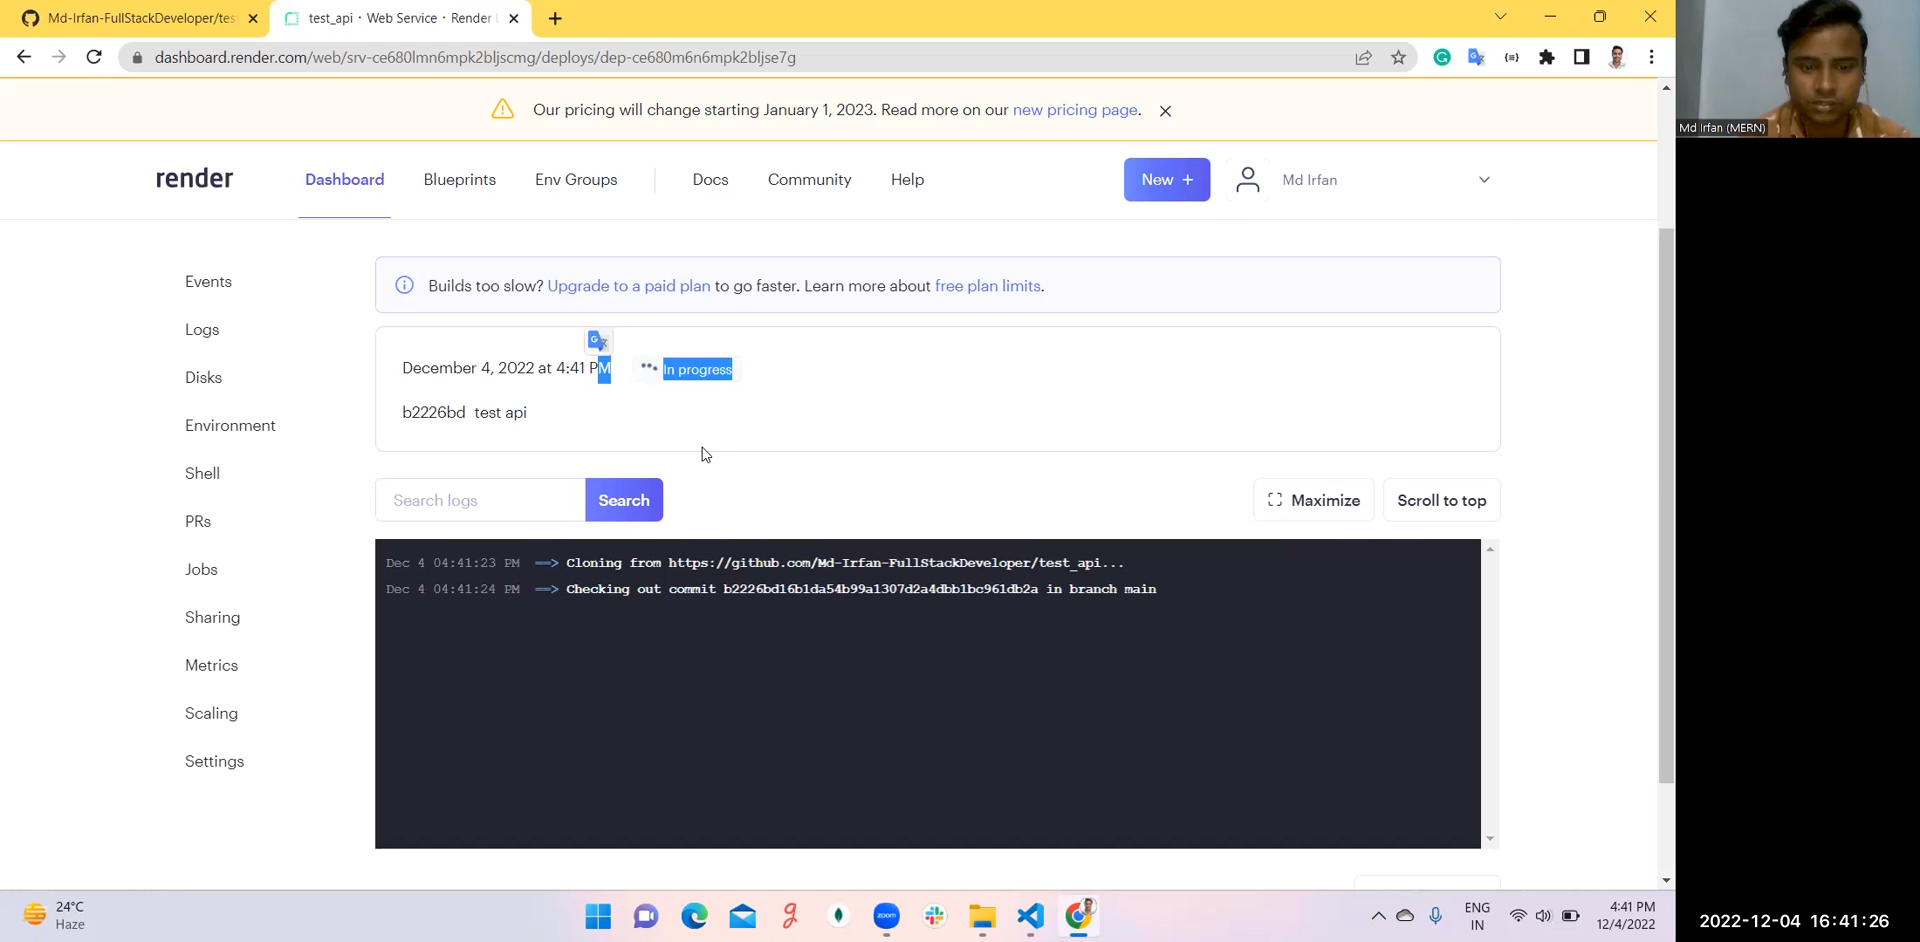 Md-Irfan-FullStackDeveloper/tes
test_api · Web Service · Render
dashboard.render.com/web/srv-ce680lmn6mpk2bljscmg/deploys/dep-ce680m6n6mpk2bljse7g
Md Irfan (MERN)
Our pricing will change starting January 1, 2023. Read more on our new pricing page.
render
Dashboard
Blueprints
Env Groups
Docs
Community
Help
New +
Md Irfan
Events
Logs
Disks
Environment
Shell
PRs
Jobs
Sharing
Metrics
Scaling
Settings
Builds too slow? Upgrade to a paid plan to go faster. Learn more about free plan limits.
December 4, 2022 at 4:41 PM
In progress
b2226bd test api
Search logs
Search
Maximize
Scroll to top
Dec 4 04:41:23 PM ==> Cloning from https://github.com/Md-Irfan-FullStackDeveloper/test_api...
Dec 4 04:41:24 PM ==> Checking out commit b2226bd16b1da54b99a1307d2a4dbb1bc961db2a in branch main
24°C
Haze
zoom
ENG
IN
4:41 PM
12/4/2022
2022-12-04 16:41:26